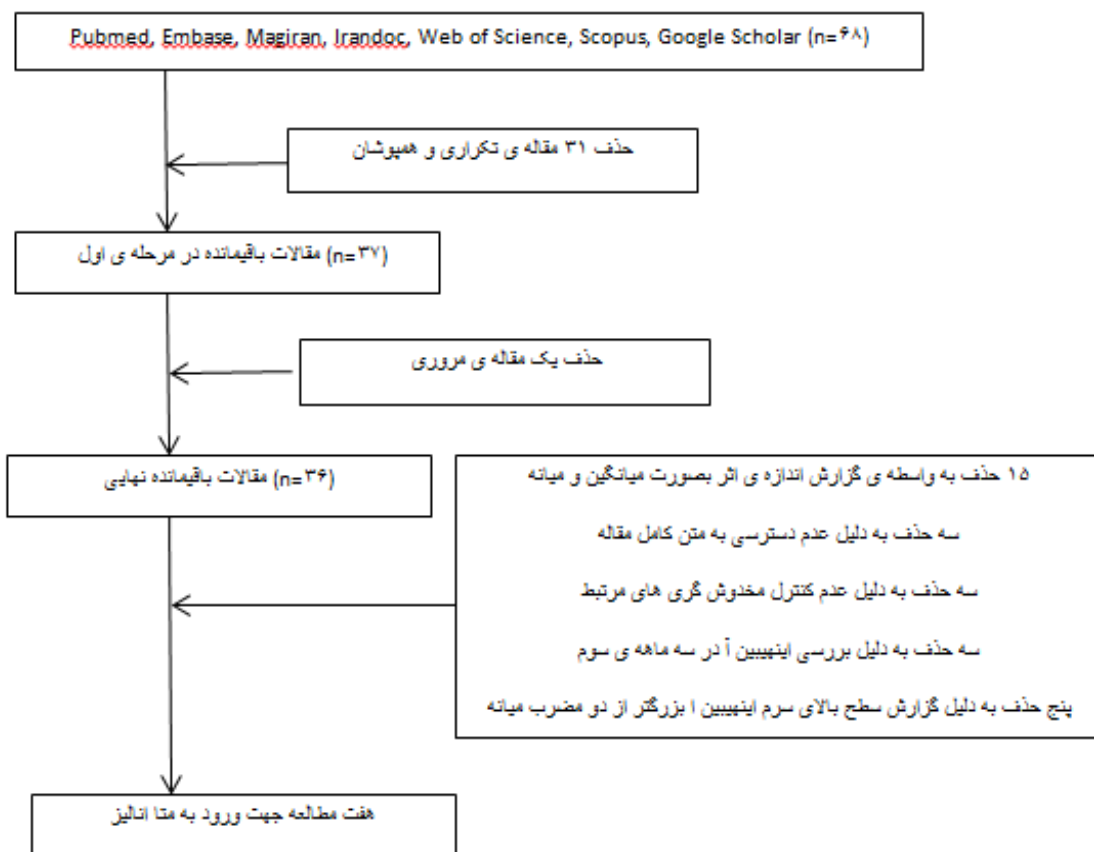 Pubmed, Embase, Magiran, Irandoc, Web of Science, Scopus, Google Scholar (n=۶۸)
حذف ۳۱ مقاله ی تکراری و همپوشان
مقالات باقیمانده در مرحله ی اول (n=۳۷)
حذف یک مقاله ی مروری
مقالات باقیمانده نهایی (n=۳۶)
۱۵ حذف به واسطه ی گزارش اندازه ی اثر بصورت میانگین و میانه
سه حذف به دلیل عدم دسترسی به متن کامل مقاله
سه حذف به دلیل عدم کنترل مخدوش گری های مرتبط
سه حذف به دلیل بررسی اینهیبین آ در سه ماهه ی سوم
پنج حذف به دلیل گزارش سطح بالای سرم اینهیبین ا بزرگتر از دو مضرب میانه
هفت مطالعه جهت ورود به متا انالیز